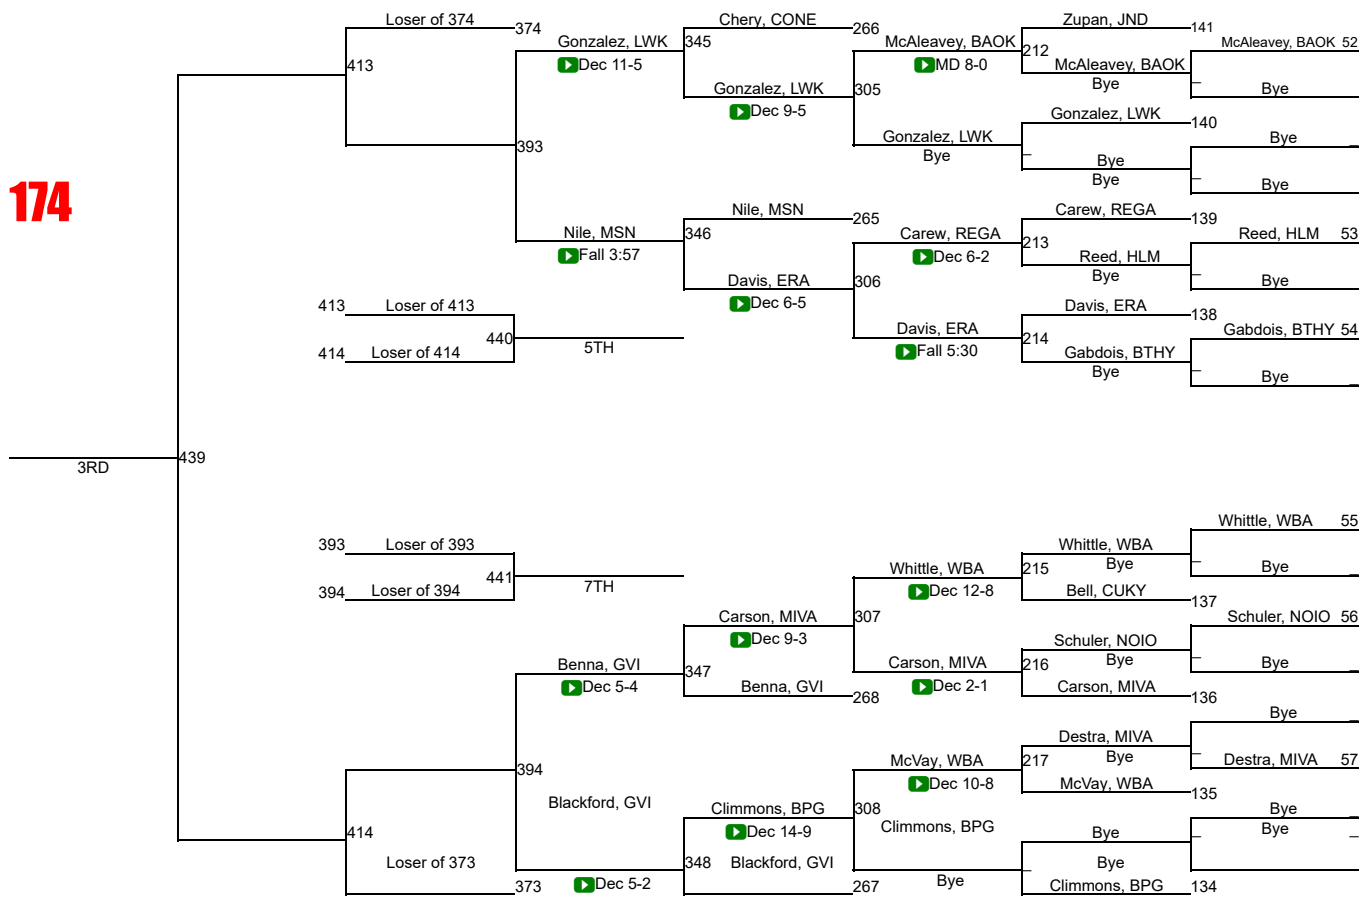 Loser of 374 374 Chery, CONE 266 Zupan, JND 141
Gonzalez, LWK 345 McAleavey, BAOK 212 McAleavey, BAOK 52
413 Dec 11-5 MD 8-0 McAleavey, BAOK
Gonzalez, LWK 305 Bye Bye
Dec 9-5 Gonzalez, LWK 140
393 Gonzalez, LWK Bye
Bye Bye
Bye Bye
174
Nile, MSN 265 Carew, REGA 139
Nile, MSN 346 Carew, REGA 213 Reed, HLM 53
Fall 3:57 Dec 6-2 Reed, HLM
Davis, ERA 306 Bye Bye
413 Loser of 413 Dec 6-5 Davis, ERA 138
440 5TH Davis, ERA 214 Gabdois, BTHY 54
414 Loser of 414 Fall 5:30 Gabdois, BTHY
Bye Bye
3RD 439
Whittle, WBA 55
393 Loser of 393 Whittle, WBA
441 7TH Whittle, WBA 215 Bye Bye
394 Loser of 394 Dec 12-8 Bell, CUKY 137
Carson, MIVA 307 Schuler, NOIO 56
Dec 9-3 Schuler, NOIO
Benna, GVI 347 Carson, MIVA 216 Bye Bye
Dec 5-4 Benna, GVI 268 Dec 2-1 Carson, MIVA 136
Bye
Destra, MIVA
394 McVay, WBA 217 Bye Destra, MIVA 57
Dec 10-8 McVay, WBA 135
Blackford, GVI Climmons, BPG 308 Bye
414 Dec 14-9 Climmons, BPG Bye Bye
Loser of 373 348 Blackford, GVI Bye
373 Dec 5-2 267 Bye Climmons, BPG 134